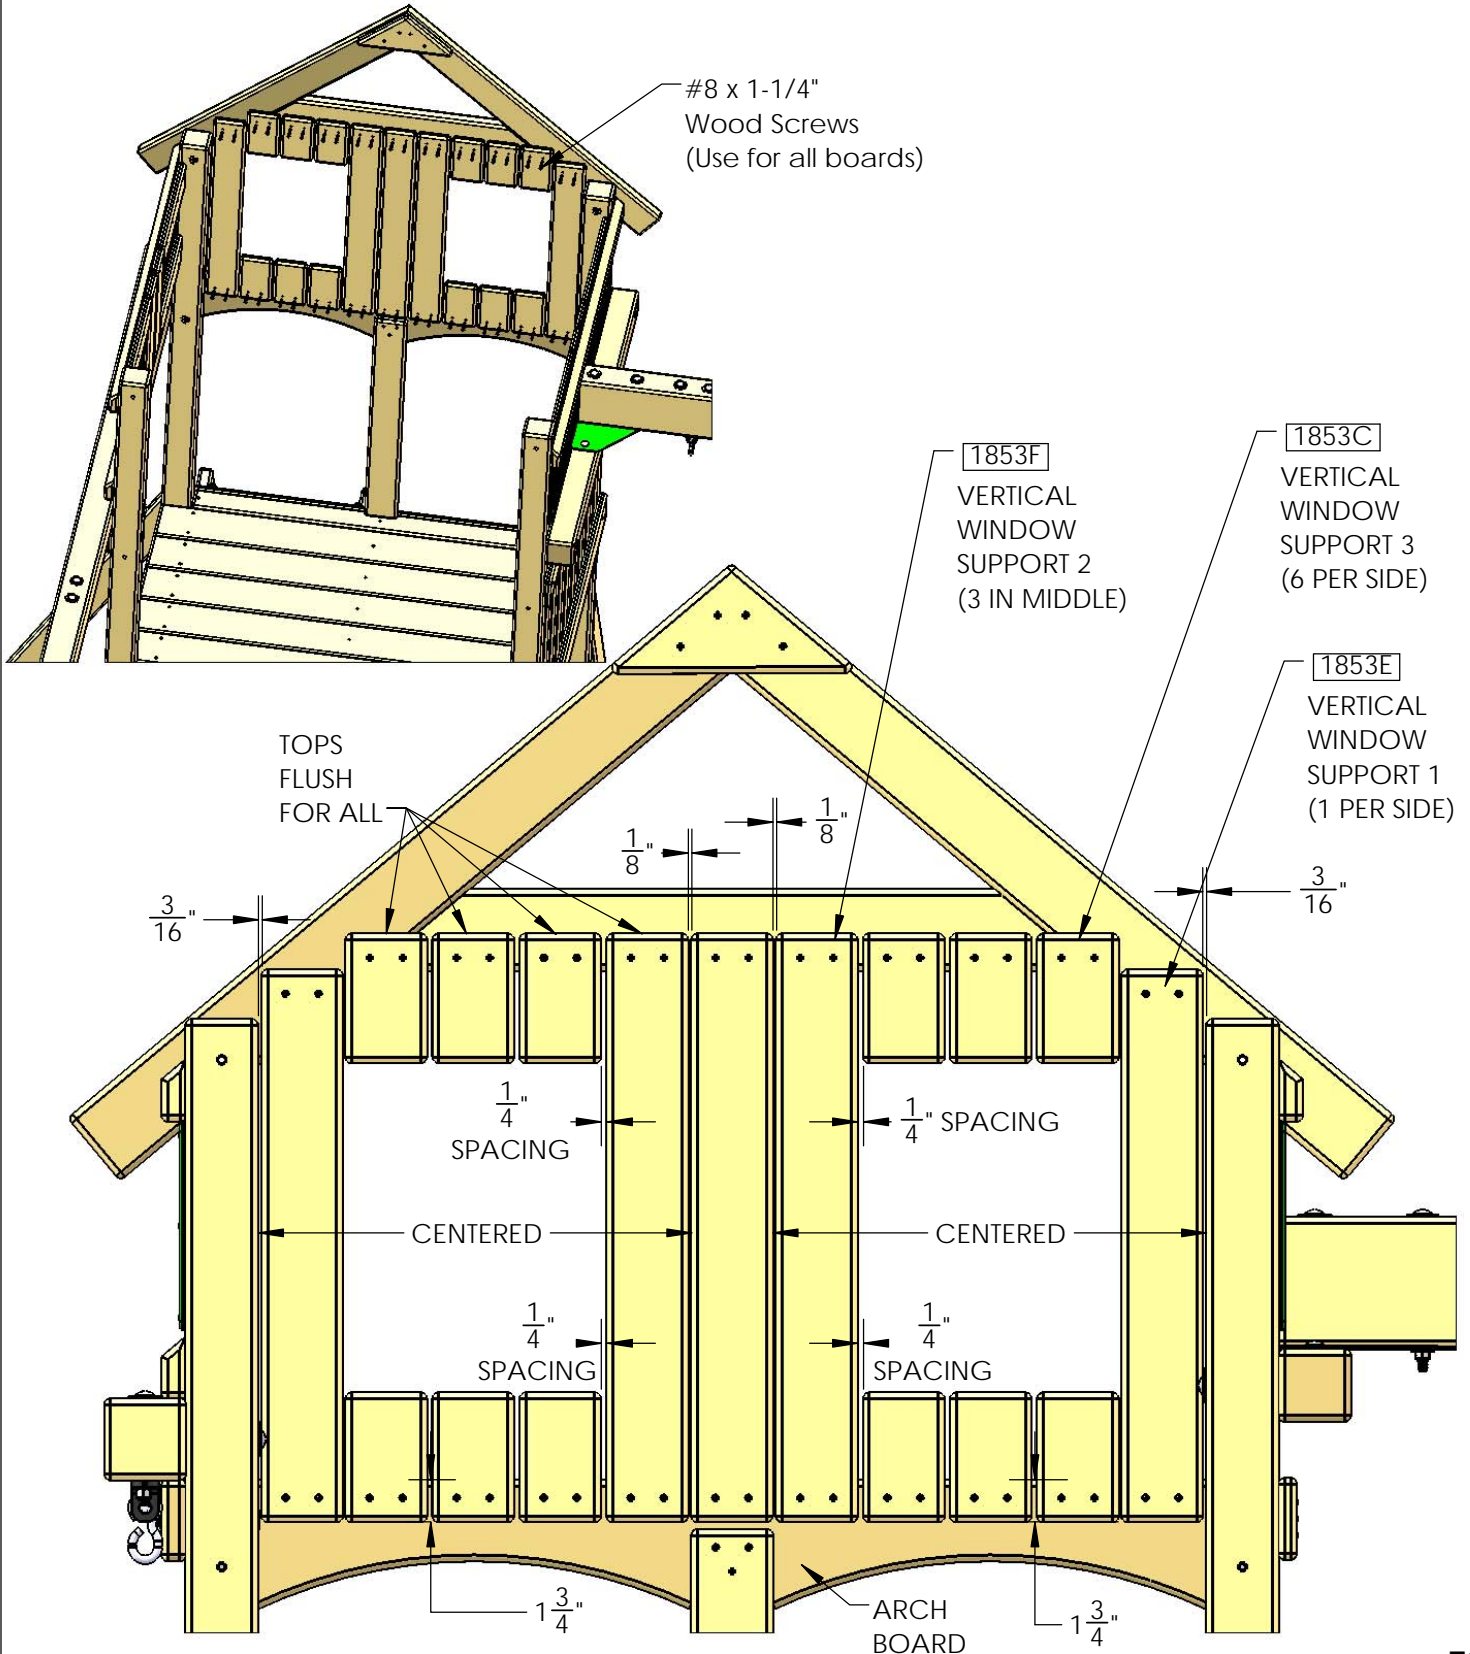 #8 x 1-1/4"
Wood Screws
(Use for all boards)
1853F
VERTICAL
WINDOW
SUPPORT 2
(3 IN MIDDLE)
1853C
VERTICAL
WINDOW
SUPPORT 3
(6 PER SIDE)
1853E
VERTICAL
WINDOW
SUPPORT 1
(1 PER SIDE)
TOPS
FLUSH
FOR ALL
1/8"
1/8"
3/16"
3/16"
1/4"
SPACING
1/4" SPACING
CENTERED
CENTERED
1/4"
SPACING
1/4"
SPACING
1 3/4"
1 3/4"
ARCH
BOARD